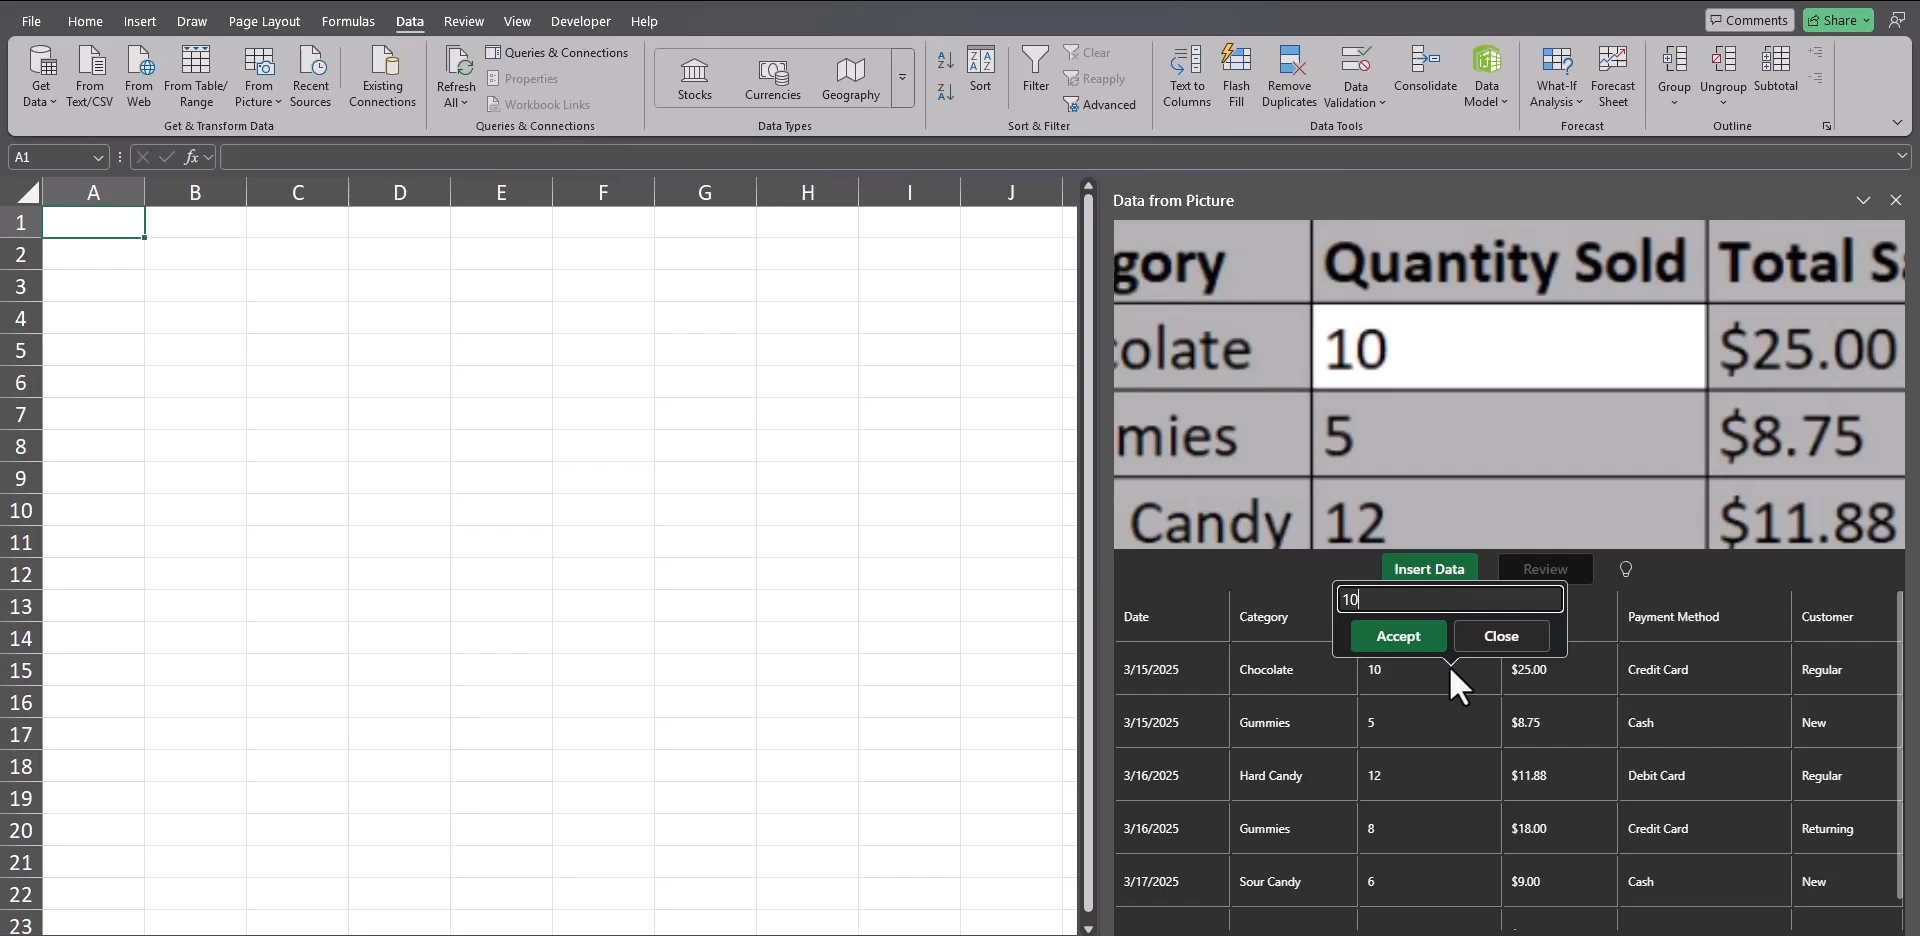 File Home Insert Draw Page Layout Formulas Data Review View Developer Help
Comments Share
Get Data From Text/CSV From Web From Table/Range From Picture Recent Sources Existing Connections
Get & Transform Data
Refresh All
Queries & Connections
Properties
Workbook Links
Queries & Connections
Stocks Currencies Geography
Data Types
Sort
Filter
Clear
Reapply
Advanced
Sort & Filter
Text to Columns Flash Fill Remove Duplicates Data Validation Consolidate Data Model
Data Tools
What-If Analysis Forecast Sheet
Forecast
Group Ungroup Subtotal
Outline
A1
fx
A B C D E F G H I J
1
2
3
4
5
6
7
8
9
10
11
12
13
14
15
16
17
18
19
20
21
22
23
Data from Picture
gory Quantity Sold Total S
olate 10 $25.00
mies 5 $8.75
Candy 12 $11.88
Insert Data Review
10
Accept Close
Date Category Payment Method Customer
3/15/2025 Chocolate 10 $25.00 Credit Card Regular
3/15/2025 Gummies 5 $8.75 Cash New
3/16/2025 Hard Candy 12 $11.88 Debit Card Regular
3/16/2025 Gummies 8 $18.00 Credit Card Returning
3/17/2025 Sour Candy 6 $9.00 Cash New